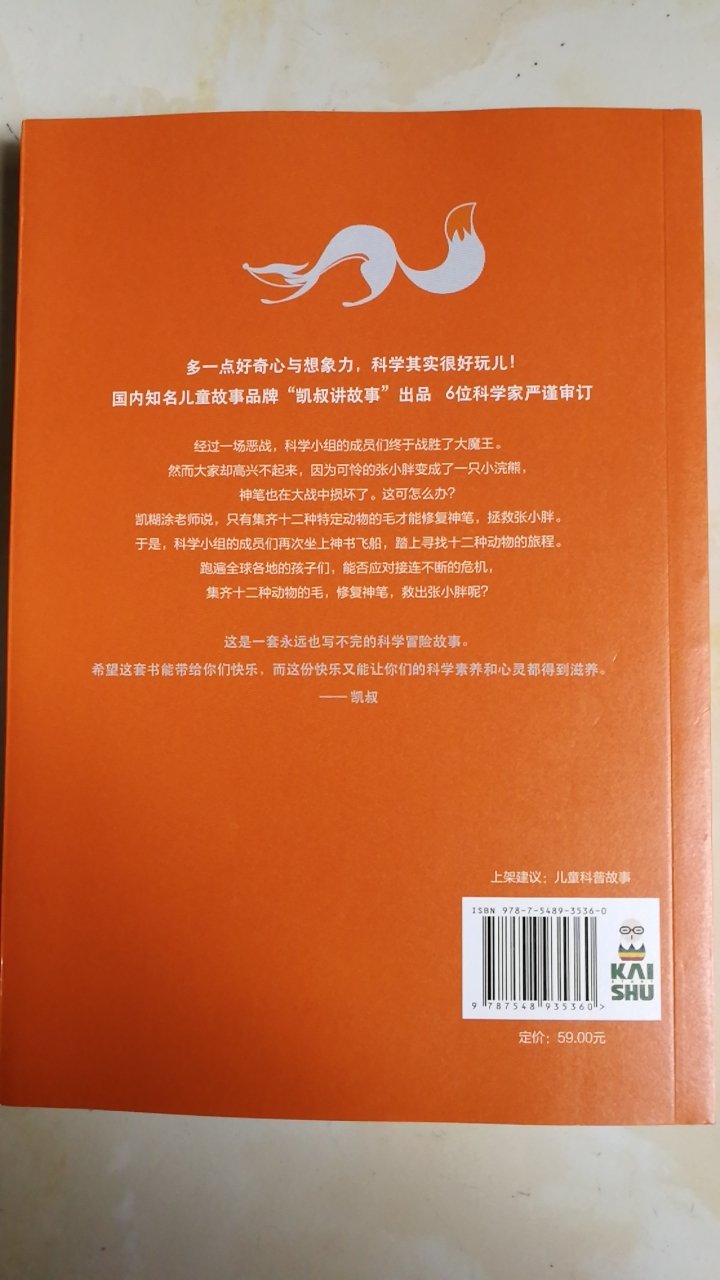 多一点好奇心与想象力，科学其实很好玩儿！
国内知名儿童故事品牌“凯叔讲故事”出品 6位科学家严谨审订
经过一场恶战，科学小组的成员们终于战胜了大魔王。
然而大家却高兴不起来，因为可怜的张小胖变成了一只小浣熊，
神笔也在大战中损坏了。这可怎么办？
凯糊涂老师说，只有集齐十二种特定动物的毛才能修复神笔，拯救张小胖。
于是，科学小组的成员们再次坐上神书飞船，踏上寻找十二种动物的旅程。
跑遍全球各地的孩子们，能否应对接连不断的危机，
集齐十二种动物的毛，修复神笔，救出张小胖呢？
这是一套永远也写不完的科学冒险故事。
希望这套书能带给你们快乐，而这份快乐又能让你们的科学素养和心灵都得到滋养。
—— 凯叔
上架建议：儿童科普故事
ISBN 978-7-5489-3536-0
9 787548 935360 >
KAI
SHU
定价：59.00元